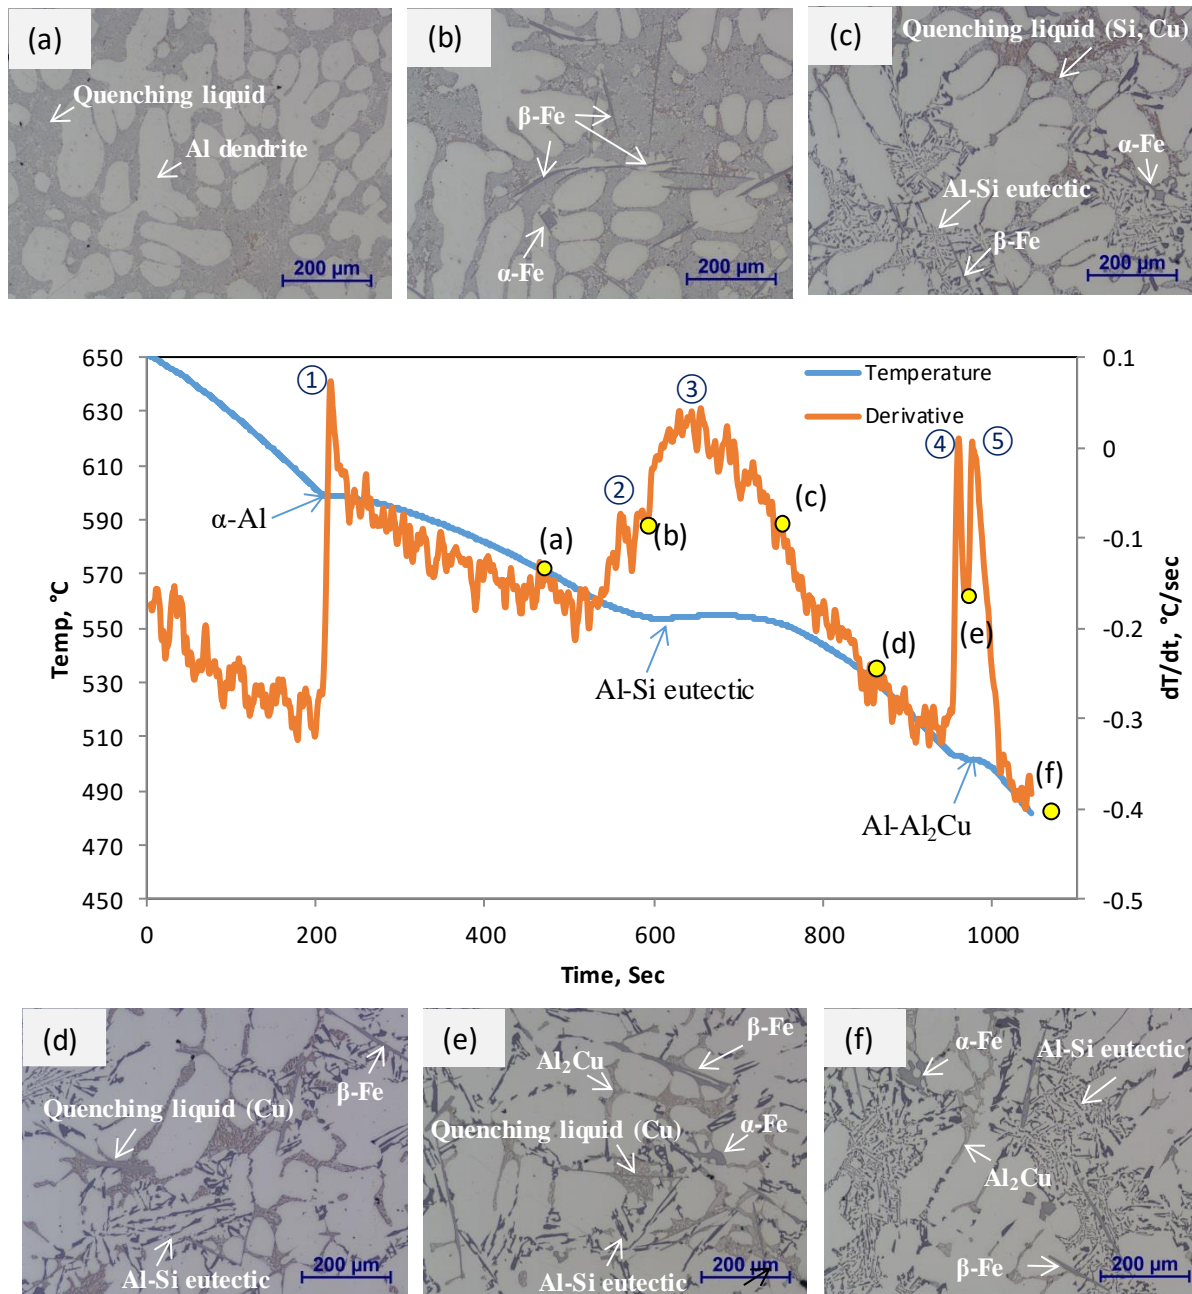 (a)
Quenching liquid
Al dendrite
200 µm
(b)
β-Fe
α-Fe
200 µm
(c)
Quenching liquid (Si, Cu)
α-Fe
Al-Si eutectic
β-Fe
200 µm
650
630
610
590
570
550
530
510
490
470
450
Temp, °C
0.1
0
-0.1
-0.2
-0.3
-0.4
-0.5
dT/dt, °C/sec
0
200
400
600
800
1000
Time, Sec
Temperature
Derivative
1
2
3
4
5
α-Al
(a)
(b)
(c)
(d)
(e)
(f)
Al-Si eutectic
Al-Al₂Cu
(d)
β-Fe
Quenching liquid (Cu)
Al-Si eutectic
200 µm
(e)
β-Fe
Al₂Cu
α-Fe
Quenching liquid (Cu)
Al-Si eutectic
200 µm
(f)
α-Fe
Al-Si eutectic
Al₂Cu
β-Fe
200 µm